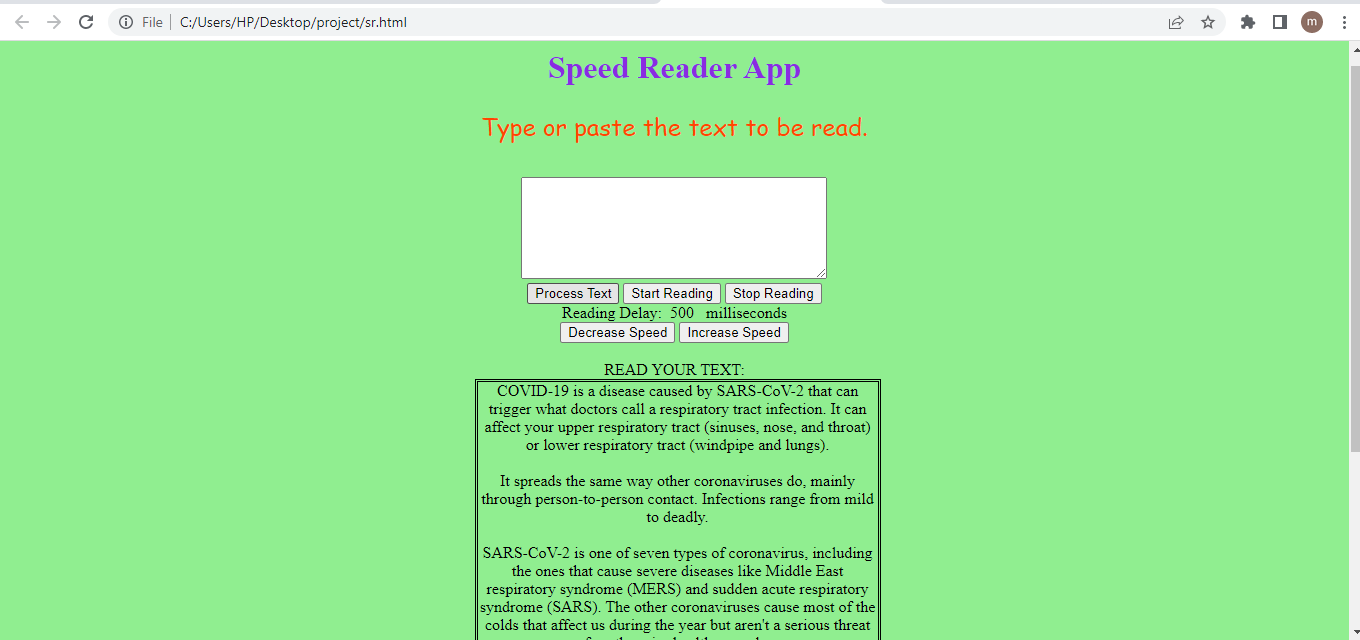 File | C:/Users/HP/Desktop/project/sr.html
m
Speed Reader App
Type or paste the text to be read.
Process Text Start Reading Stop Reading
Reading Delay: 500 milliseconds
Decrease Speed Increase Speed
READ YOUR TEXT:
COVID-19 is a disease caused by SARS-CoV-2 that can
trigger what doctors call a respiratory tract infection. It can
affect your upper respiratory tract (sinuses, nose, and throat)
or lower respiratory tract (windpipe and lungs).
It spreads the same way other coronaviruses do, mainly
through person-to-person contact. Infections range from mild
to deadly.
SARS-CoV-2 is one of seven types of coronavirus, including
the ones that cause severe diseases like Middle East
respiratory syndrome (MERS) and sudden acute respiratory
syndrome (SARS). The other coronaviruses cause most of the
colds that affect us during the year but aren't a serious threat